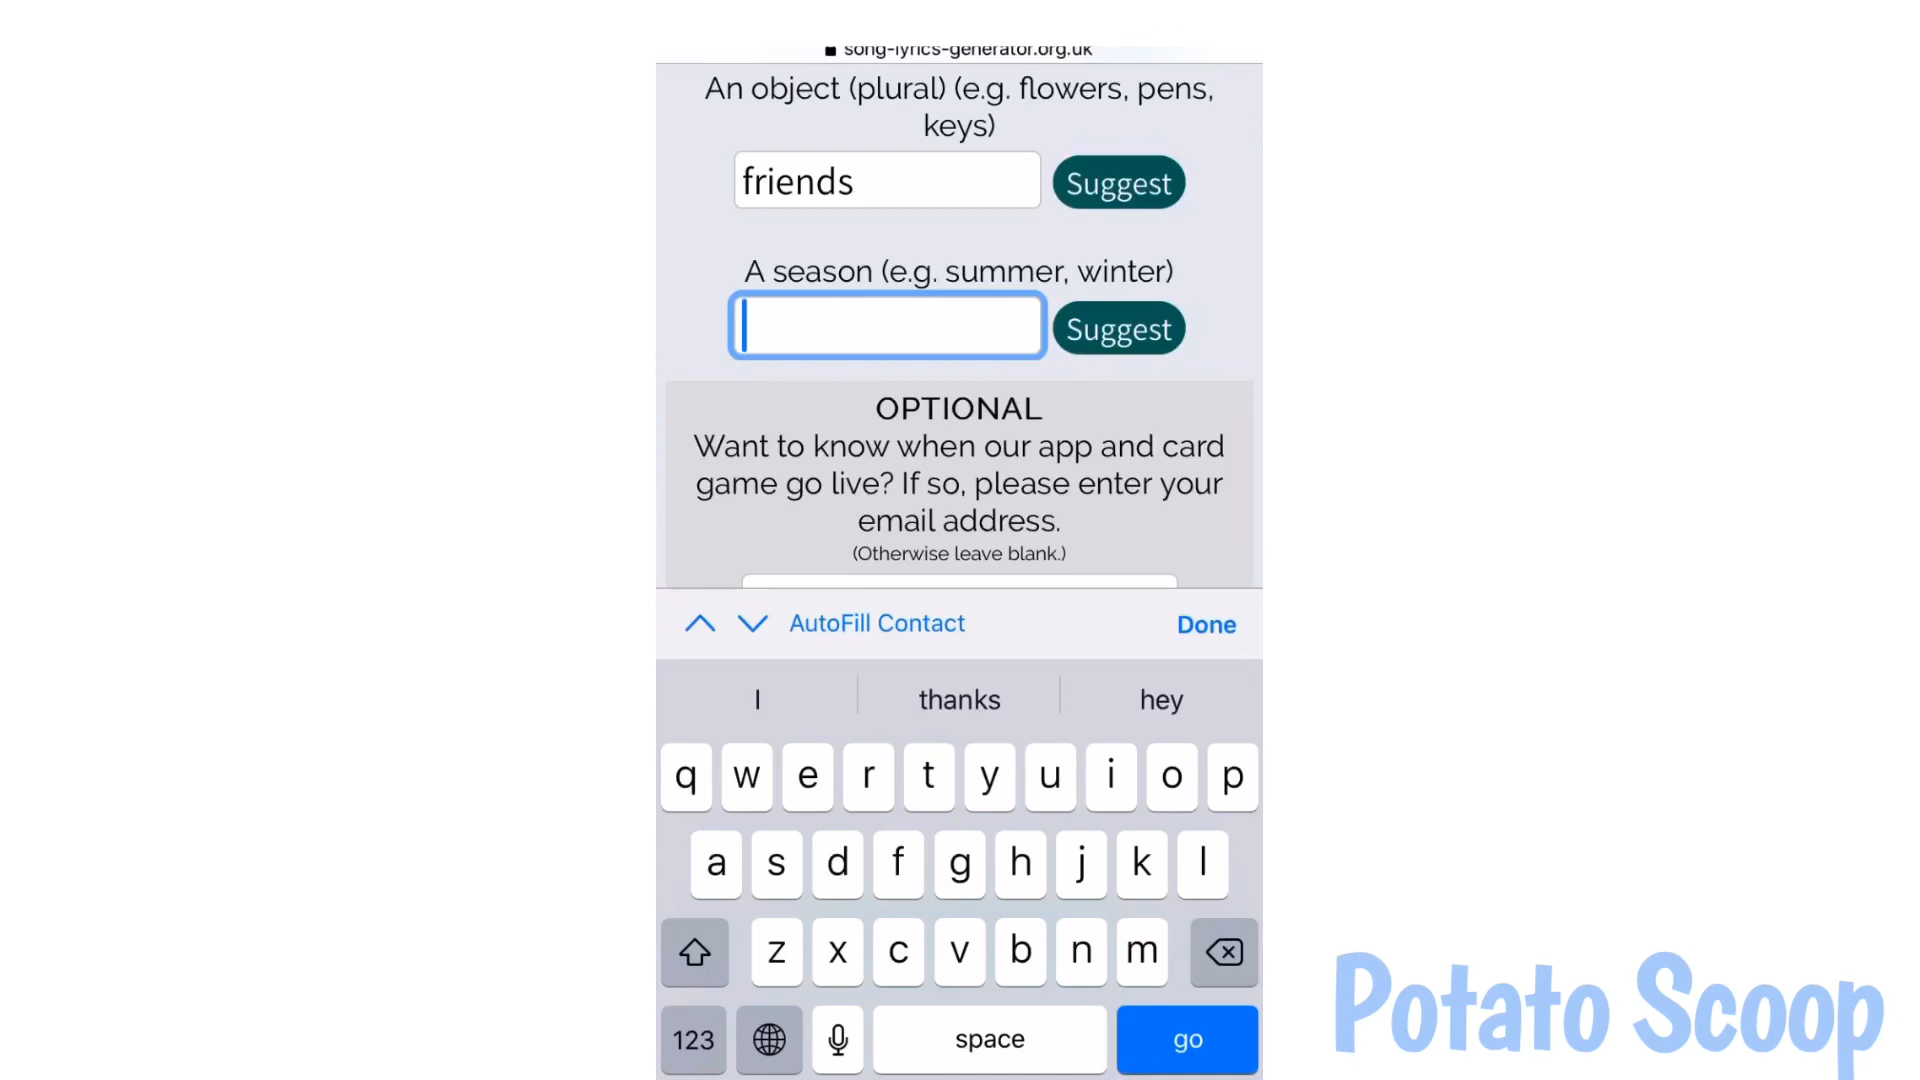 song-lyrics-generator.org.uk
An object (plural) (e.g. flowers, pens,
keys)
friends
Suggest
A season (e.g. summer, winter)
Suggest
OPTIONAL
Want to know when our app and card
game go live? If so, please enter your
email address.
(Otherwise leave blank.)
AutoFill Contact
Done
I
thanks
hey
q w e r t y u i o p
a s d f g h j k l
z x c v b n m
123
space
go
Potato Scoop